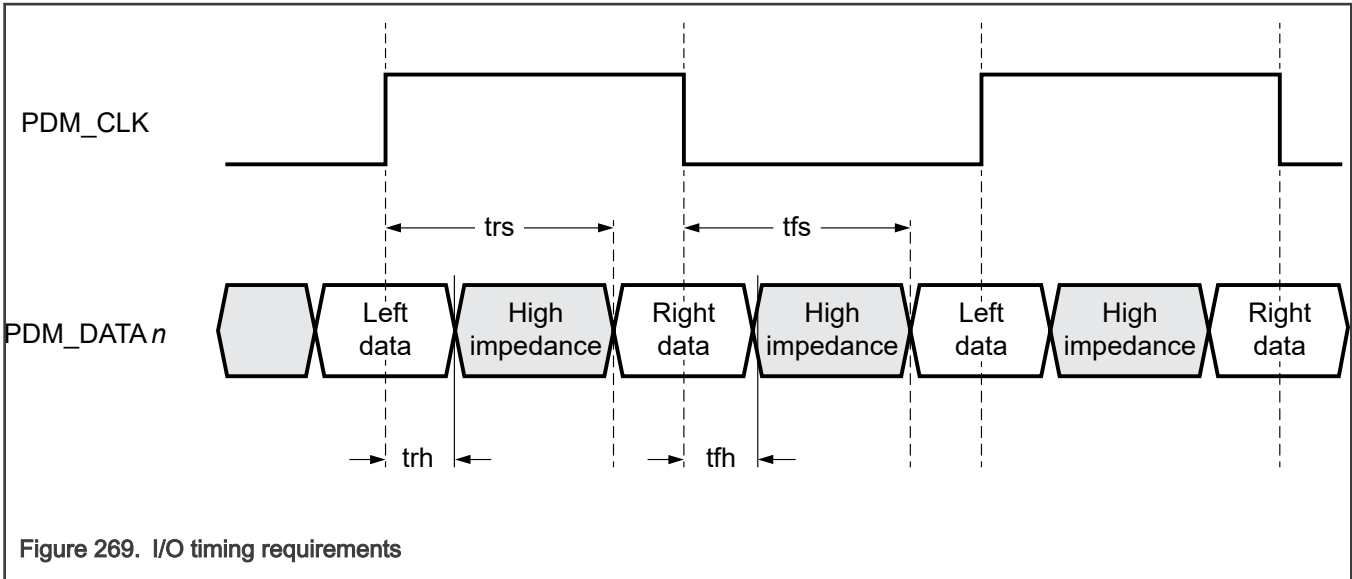 PDM_CLK
trs
tfs
PDM_DATA n
Left
data
High
impedance
Right
data
High
impedance
Left
data
High
impedance
Right
data
trh
tfh
Figure 269. I/O timing requirements